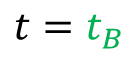 t = t_B